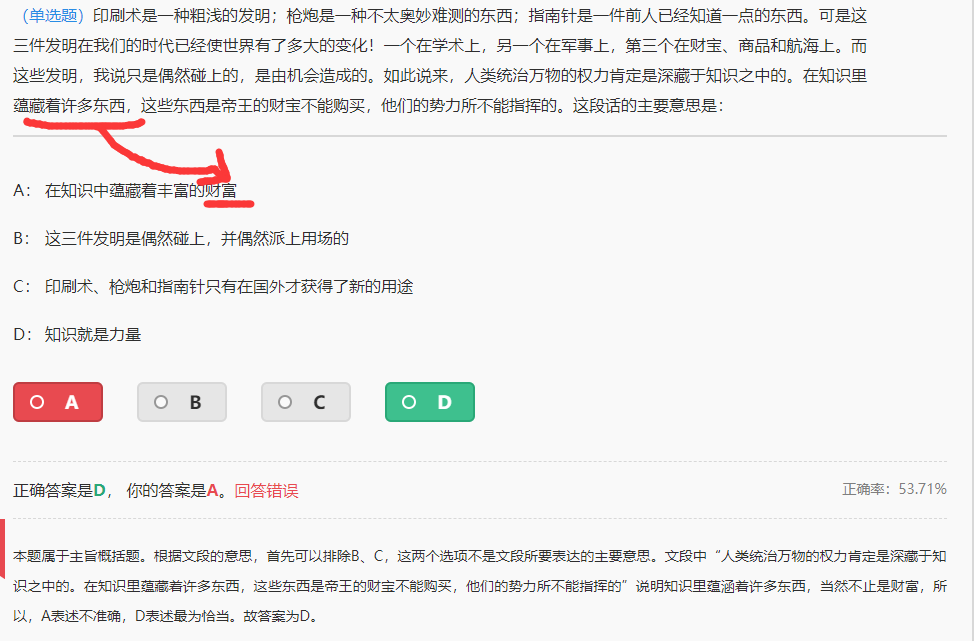 （单选题）印刷术是一种粗浅的发明；枪炮是一种不太奥妙难测的东西；指南针是一件前人已经知道一点的东西。可是这
三件发明在我们的时代已经使世界有了多大的变化！一个在学术上，另一个在军事上，第三个在财宝、商品和航海上。而
这些发明，我说只是偶然碰上的，是由机会造成的。如此说来，人类统治万物的权力肯定是深藏于知识之中的。在知识里
蕴藏着许多东西，这些东西是帝王的财宝不能购买，他们的势力所不能指挥的。这段话的主要意思是：
A： 在知识中蕴藏着丰富的财富
B： 这三件发明是偶然碰上，并偶然派上用场的
C： 印刷术、枪炮和指南针只有在国外才获得了新的用途
D： 知识就是力量
A B C D
正确答案是D， 你的答案是A。回答错误 正确率：53.71%
本题属于主旨概括题。根据文段的意思，首先可以排除B、C，这两个选项不是文段所要表达的主要意思。文段中“人类统治万物的权力肯定是深藏于知
识之中的。在知识里蕴藏着许多东西，这些东西是帝王的财宝不能购买，他们的势力所不能指挥的”说明知识里蕴涵着许多东西，当然不止是财富，所
以，A表述不准确，D表述最为恰当。故答案为D。